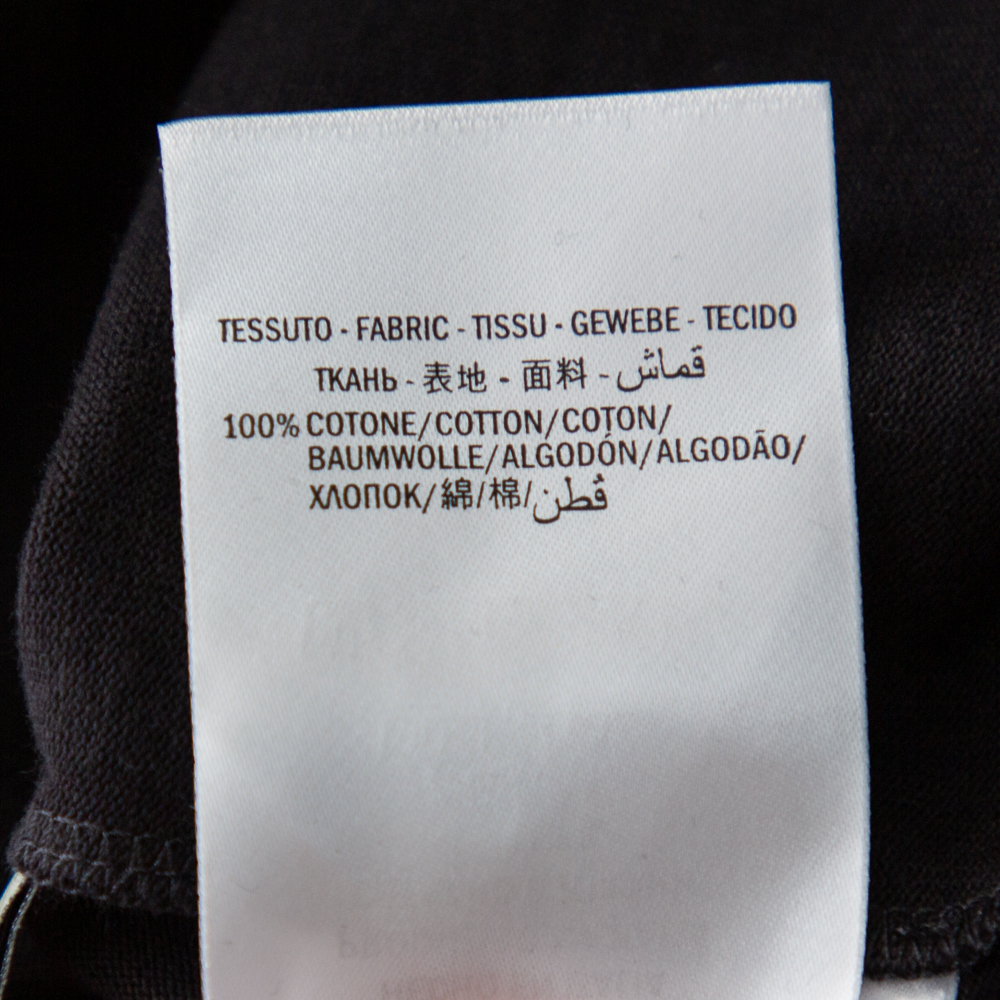 TESSUTO - FABRIC - TISSU - GEWEBE - TECIDO
ТКАНЬ - 表地 - 面料 - قماش
100% COTONE/COTTON/COTON/
BAUMWOLLE/ALGODÓN/ALGODÃO/
ХЛОПОК/綿/棉/قُطن